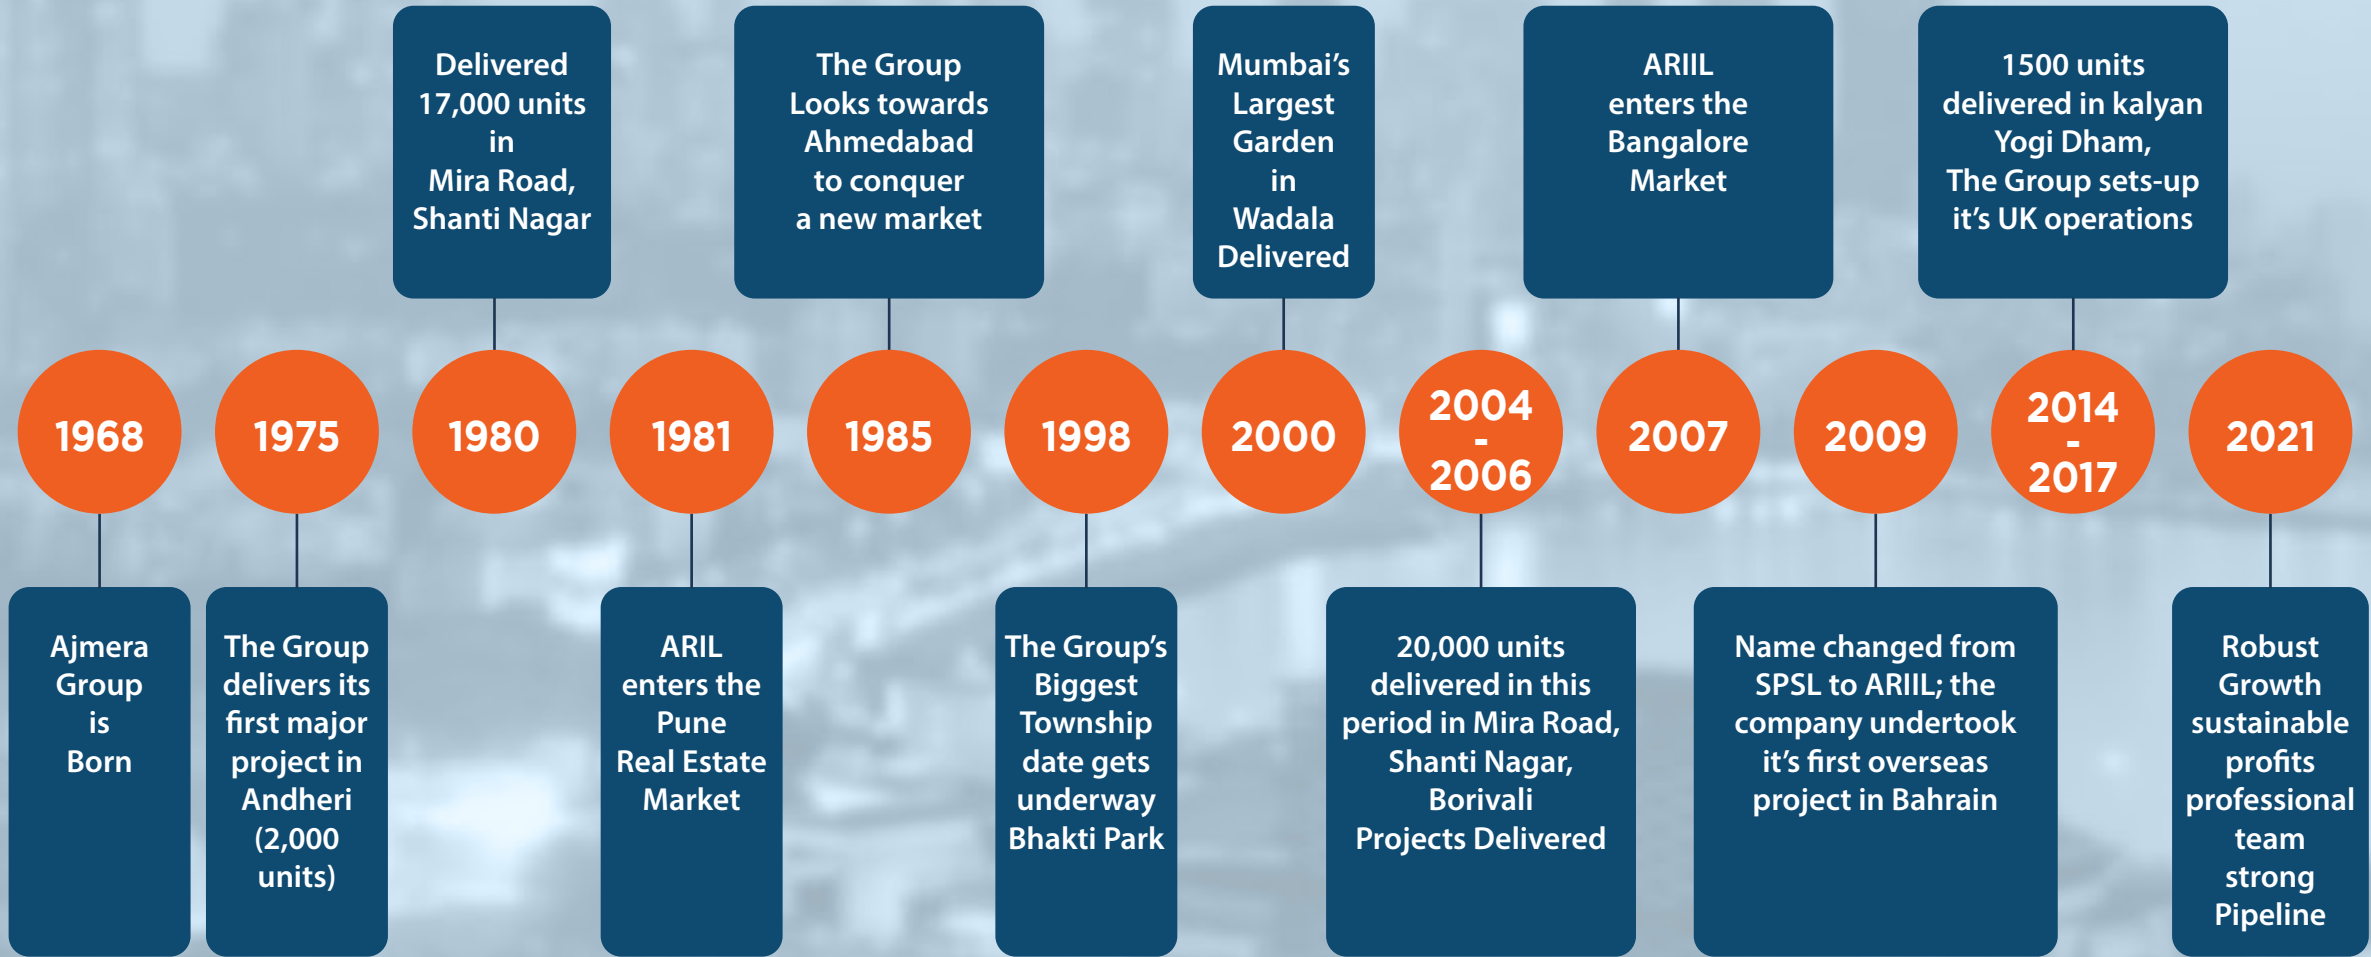 Delivered
17,000 units
in
Mira Road,
Shanti Nagar
The Group
Looks towards
Ahmedabad
to conquer
a new market
Mumbai’s
Largest
Garden
in
Wadala
Delivered
ARIIL
enters the
Bangalore
Market
1500 units
delivered in kalyan
Yogi Dham,
The Group sets-up
it’s UK operations
1968
1975
1980
1981
1985
1998
2000
2004
-
2006
2007
2009
2014
-
2017
2021
Ajmera
Group
is
Born
The Group
delivers its
first major
project in
Andheri
(2,000
units)
ARIL
enters the
Pune
Real Estate
Market
The Group’s
Biggest
Township
date gets
underway
Bhakti Park
20,000 units
delivered in this
period in Mira Road,
Shanti Nagar,
Borivali
Projects Delivered
Name changed from
SPSL to ARIIL; the
company undertook
it’s first overseas
project in Bahrain
Robust
Growth
sustainable
profits
professional
team
strong
Pipeline